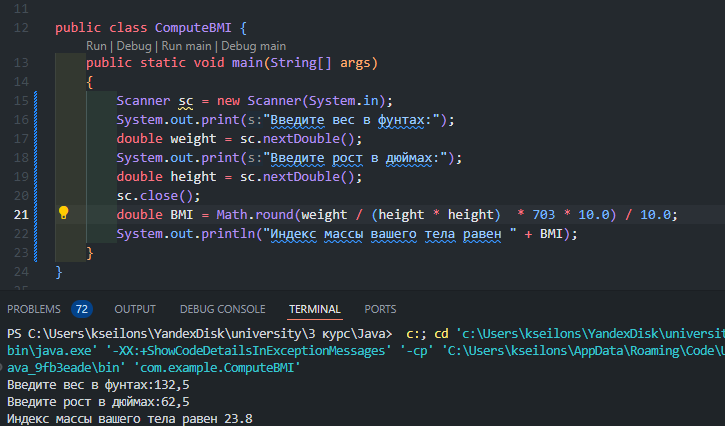 11
12 public class ComputeBMI {
Run | Debug | Run main | Debug main
13 public static void main(String[] args)
14 {
15 Scanner sc = new Scanner(System.in);
16 System.out.print(s:"Введите вес в фунтах:");
17 double weight = sc.nextDouble();
18 System.out.print(s:"Введите рост в дюймах:");
19 double height = sc.nextDouble();
20 sc.close();
21 double BMI = Math.round(weight / (height * height)  * 703 * 10.0) / 10.0;
22 System.out.println("Индекс массы вашего тела равен " + BMI);
23 }
24 }
PROBLEMS 72 OUTPUT DEBUG CONSOLE TERMINAL PORTS
PS C:\Users\kseilons\YandexDisk\university\3 курс\Java>  c:; cd 'c:\Users\kseilons\YandexDisk\universit
bin\java.exe' '-XX:+ShowCodeDetailsInExceptionMessages' '-cp' 'C:\Users\kseilons\AppData\Roaming\Code\U
ava_9fb3eade\bin' 'com.example.ComputeBMI'
Введите вес в фунтах:132,5
Введите рост в дюймах:62,5
Индекс массы вашего тела равен 23.8